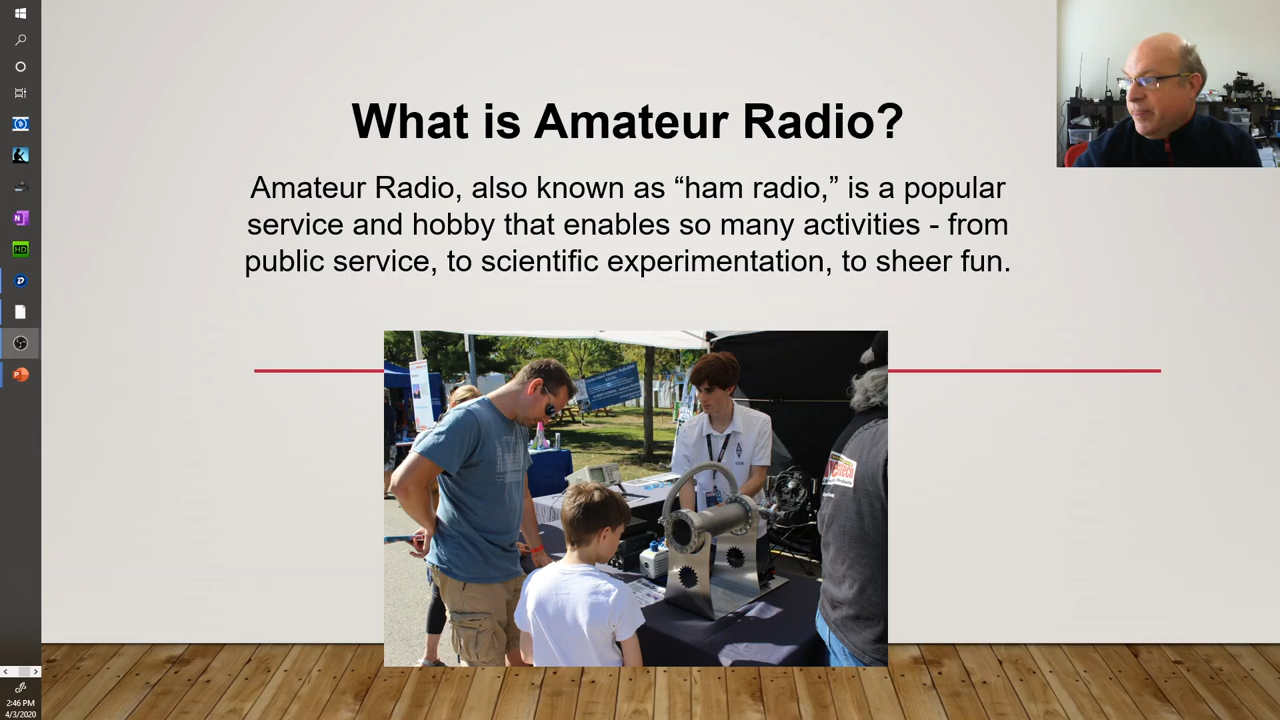 What is Amateur Radio?
Amateur Radio, also known as “ham radio,” is a popular
service and hobby that enables so many activities - from
public service, to scientific experimentation, to sheer fun.
HD
2:46 PM
4/3/2020